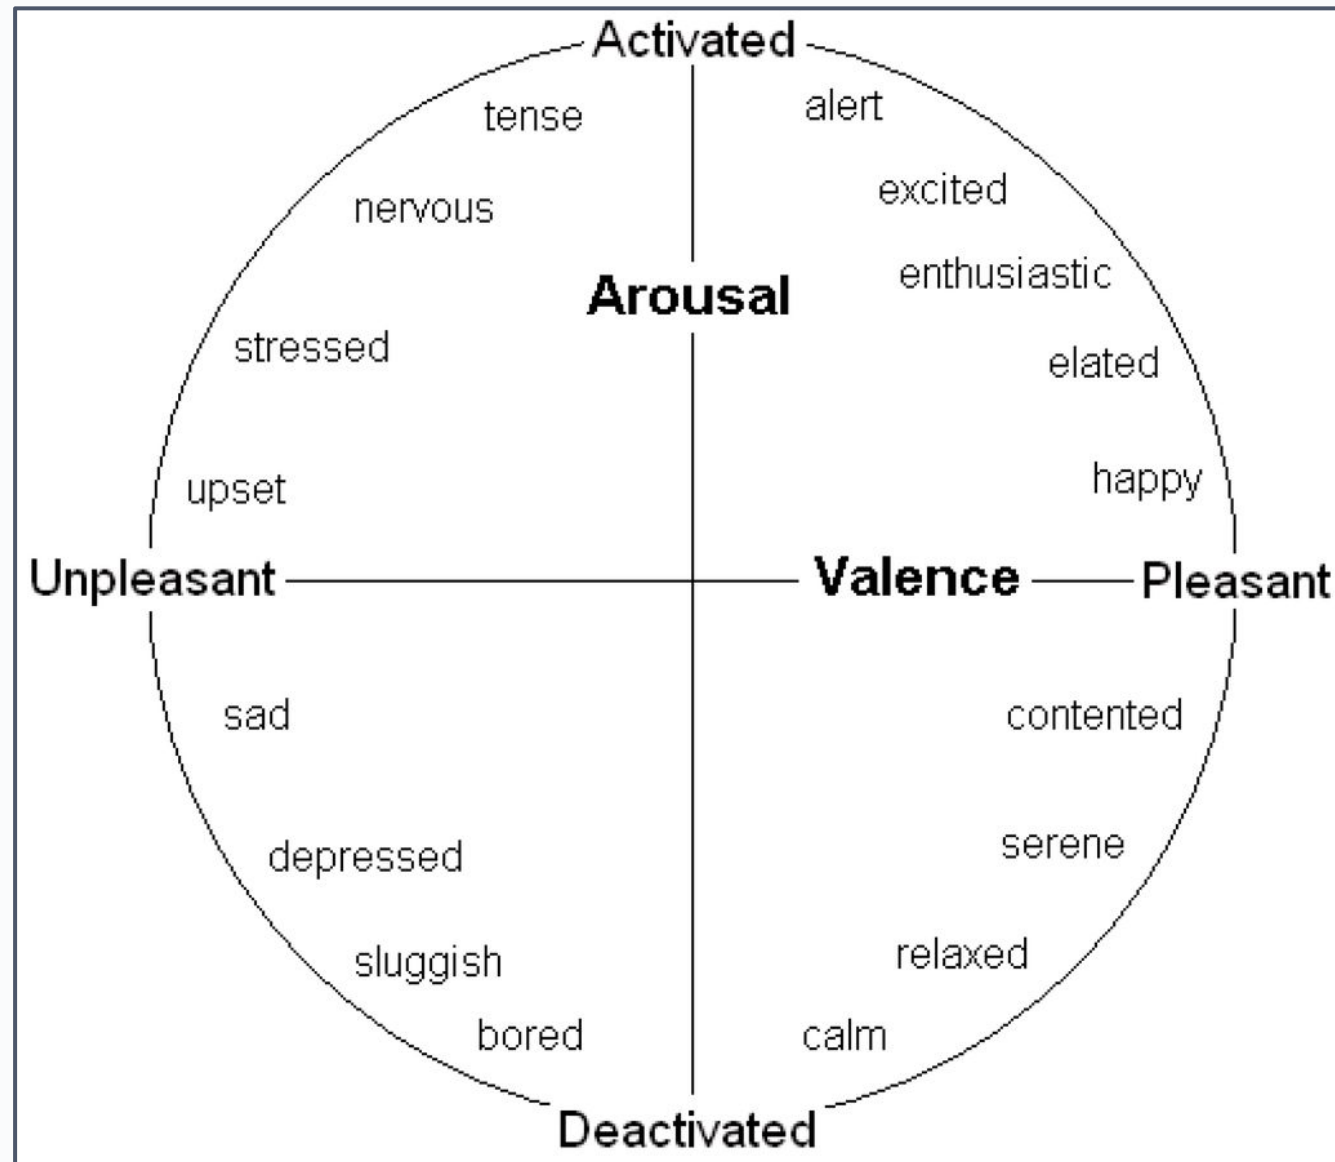 Activated
tense
alert
nervous
excited
enthusiastic
Arousal
stressed
elated
upset
happy
Unpleasant
Valence
Pleasant
sad
contented
depressed
serene
sluggish
relaxed
bored
calm
Deactivated